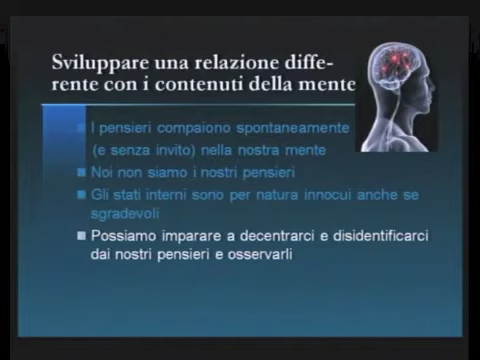 Sviluppare una relazione diffe-
rente con i contenuti della mente
I pensieri compaiono spontaneamente
(e senza invito) nella nostra mente
Noi non siamo i nostri pensieri
Gli stati interni sono per natura innocui anche se
sgradevoli
Possiamo imparare a decentrarci e disidentificarci
dai nostri pensieri e osservarli